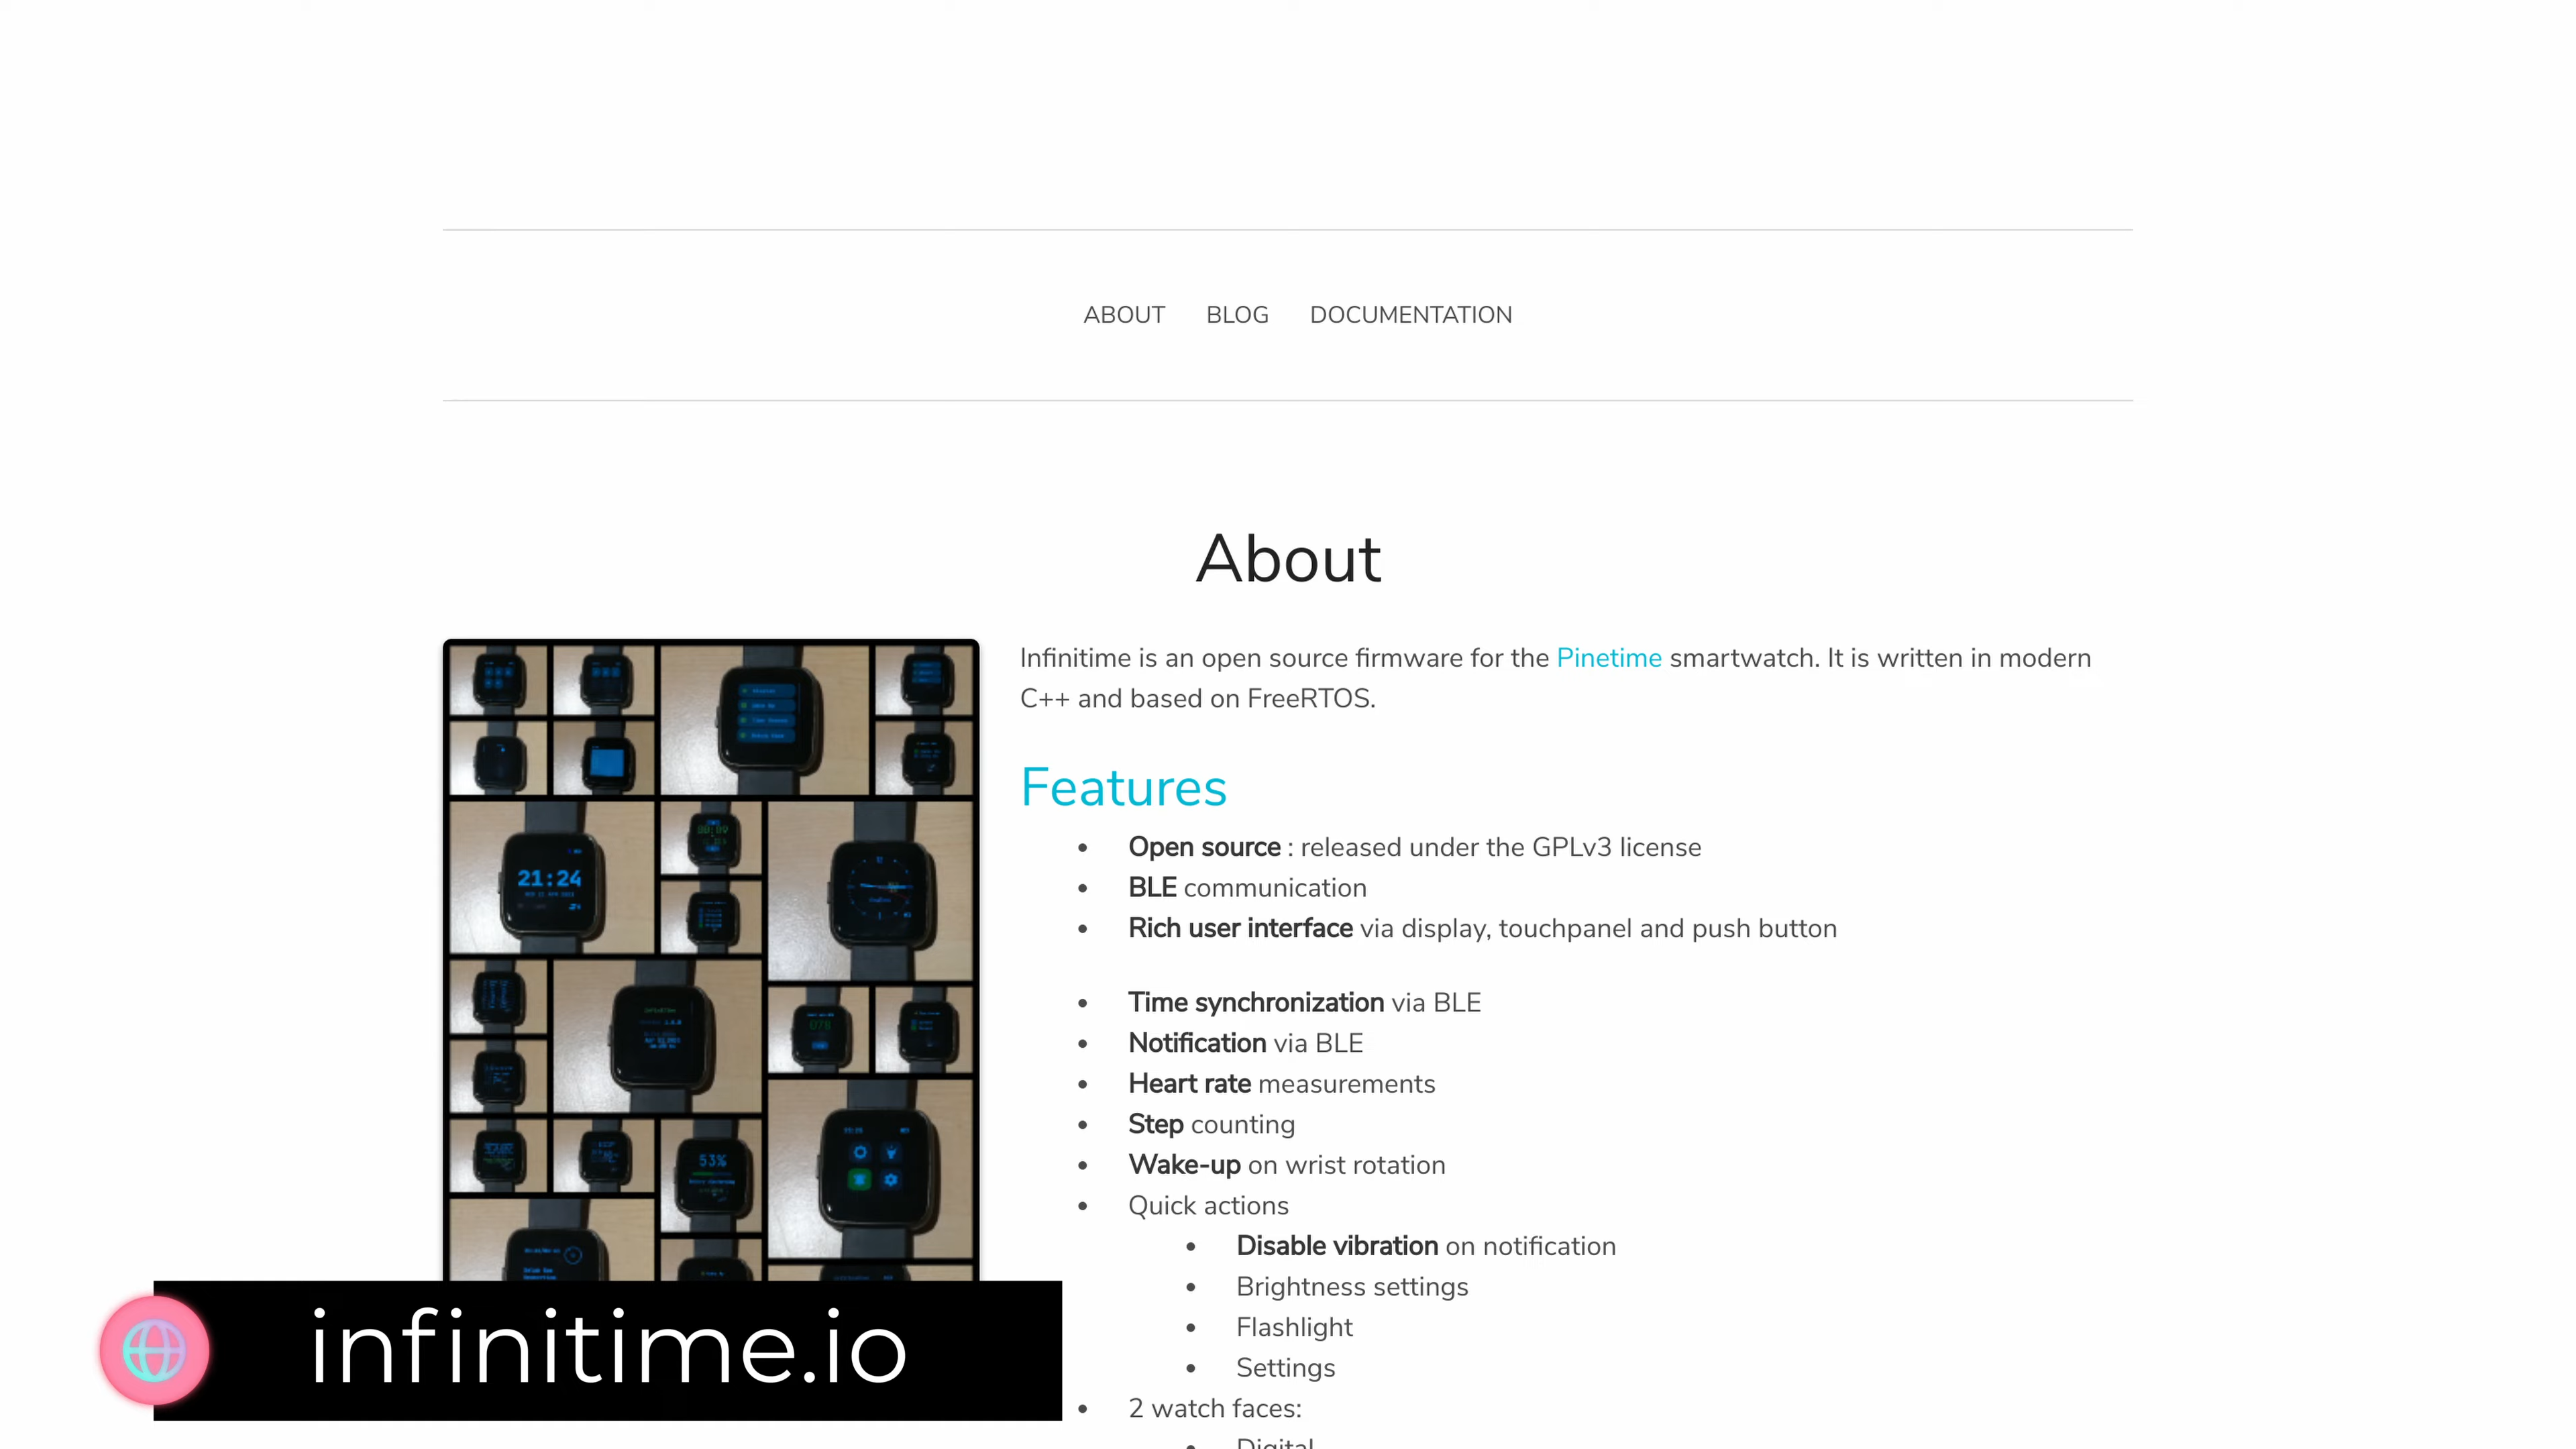 ABOUT BLOG DOCUMENTATION
About
Infinitime is an open source firmware for the Pinetime smartwatch. It is written in modern
C++ and based on FreeRTOS.
Features
• Open source : released under the GPLv3 license
• BLE communication
• Rich user interface via display, touchpanel and push button
• Time synchronization via BLE
• Notification via BLE
• Heart rate measurements
• Step counting
• Wake-up on wrist rotation
• Quick actions
• Disable vibration on notification
• Brightness settings
• Flashlight
• Settings
• 2 watch faces:
• Digital
21:24
53%
infinitime.io